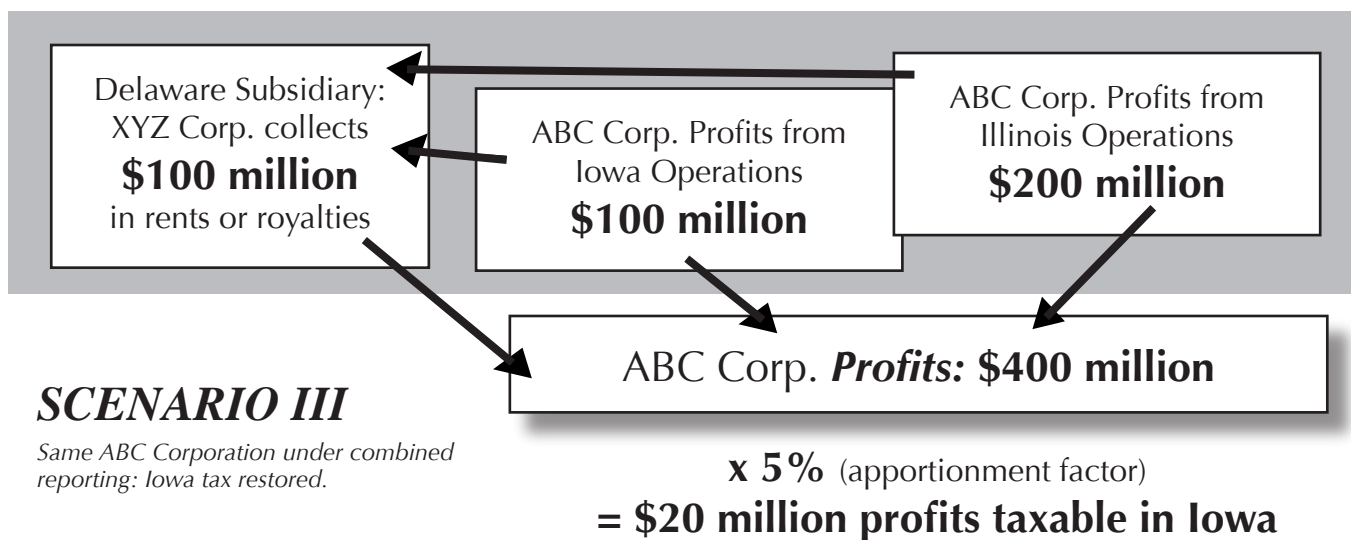 Delaware Subsidiary:
XYZ Corp. collects
$100 million
in rents or royalties
ABC Corp. Profits from
Iowa Operations
$100 million
ABC Corp. Profits from
Illinois Operations
$200 million
ABC Corp. Profits: $400 million
SCENARIO III
Same ABC Corporation under combined
reporting: Iowa tax restored.
x 5% (apportionment factor)
= $20 million profits taxable in Iowa